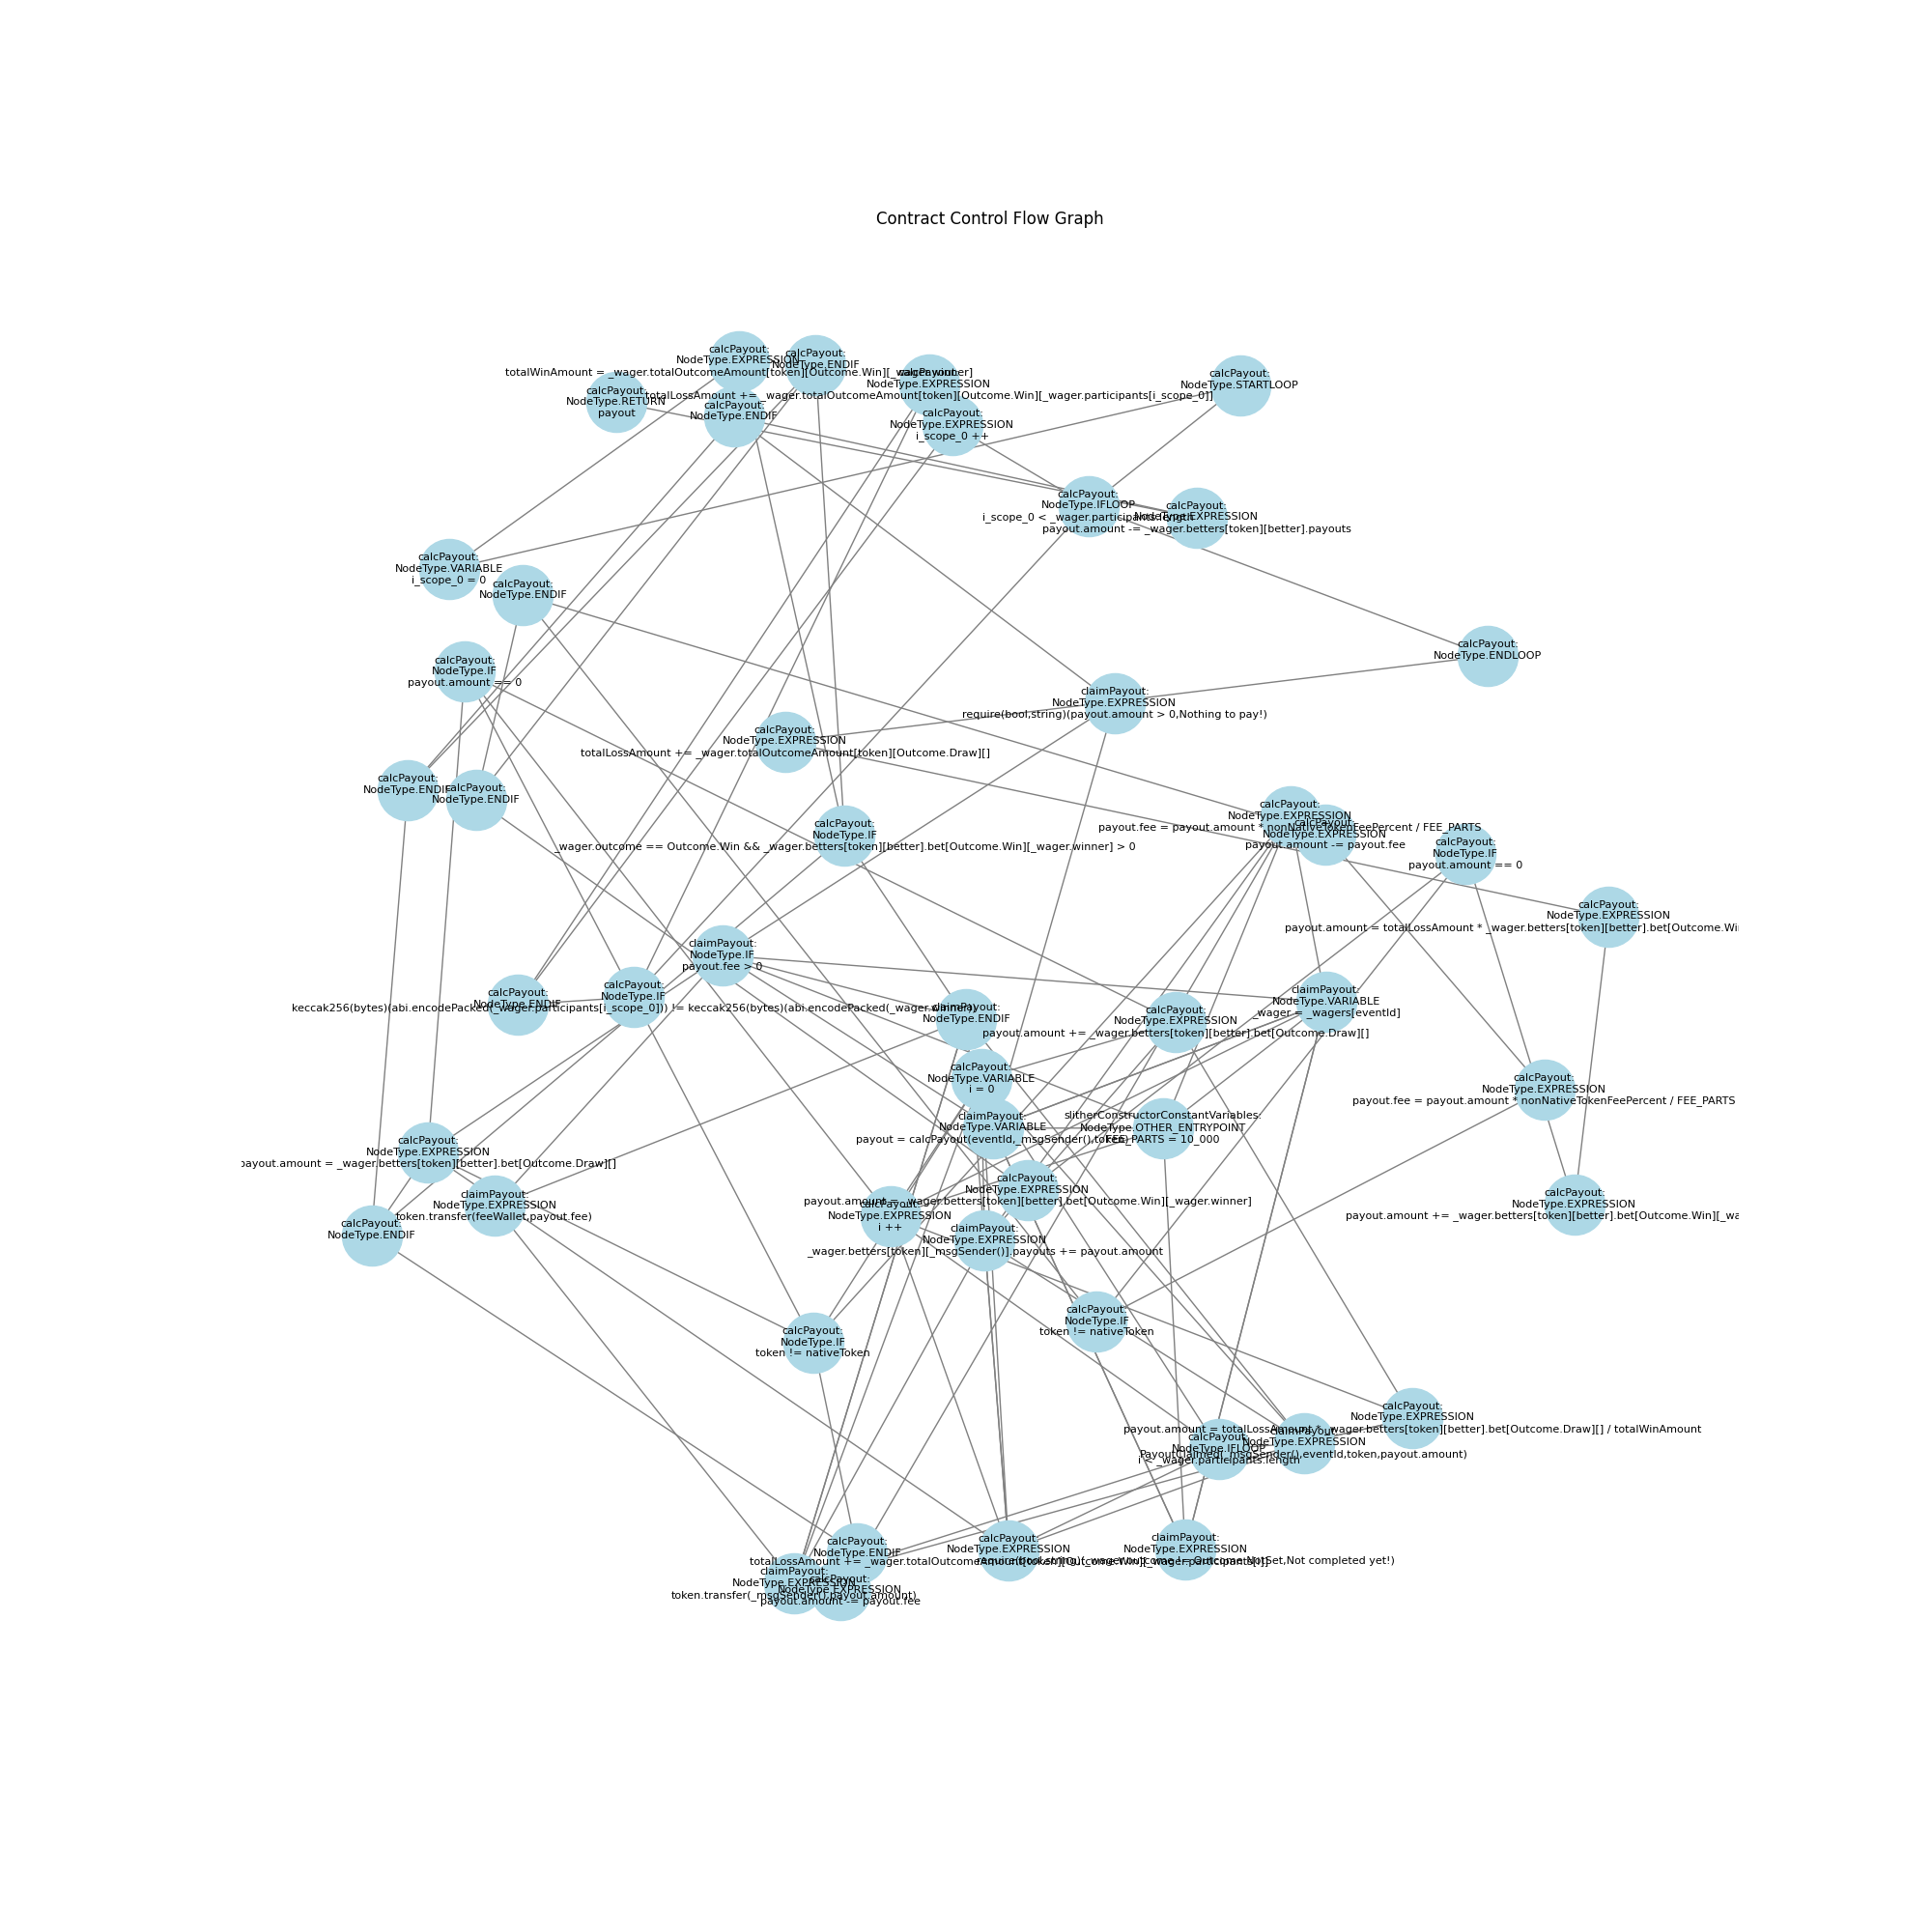 Contract Control Flow Graph
calcPayout:
NodeType.EXPRESSION
totalWinAmount = _wager.totalOutcomeAmount[token][Outcome.Win][_wager.winner]
calcPayout:
NodeType.ENDIF
calcPayout:
NodeType.EXPRESSION
totalLossAmount += _wager.totalOutcomeAmount[token][Outcome.Win][_wager.participants[i_scope_0]]
calcPayout:
NodeType.STARTLOOP
calcPayout:
NodeType.RETURN
payout
calcPayout:
NodeType.ENDIF
calcPayout:
NodeType.EXPRESSION
i_scope_0 ++
calcPayout:
NodeType.IFLOOP
i_scope_0 < _wager.participants.length
calcPayout:
NodeType.EXPRESSION
payout.amount -= _wager.betters[token][better].payouts
calcPayout:
NodeType.VARIABLE
i_scope_0 = 0
calcPayout:
NodeType.ENDIF
calcPayout:
NodeType.IF
payout.amount == 0
calcPayout:
NodeType.ENDLOOP
claimPayout:
NodeType.EXPRESSION
require(bool,string)(payout.amount > 0,Nothing to pay!)
calcPayout:
NodeType.EXPRESSION
totalLossAmount += _wager.totalOutcomeAmount[token][Outcome.Draw][]
calcPayout:
NodeType.ENDIF
calcPayout:
NodeType.ENDIF
calcPayout:
NodeType.EXPRESSION
payout.fee = payout.amount * nonNativeTokenFeePercent / FEE_PARTS
calcPayout:
NodeType.EXPRESSION
payout.amount -= payout.fee
calcPayout:
NodeType.IF
_wager.outcome == Outcome.Win && _wager.betters[token][better].bet[Outcome.Win][_wager.winner] > 0
calcPayout:
NodeType.IF
payout.amount == 0
calcPayout:
NodeType.EXPRESSION
payout.amount = totalLossAmount * _wager.betters[token][better].bet[Outcome.Wi
claimPayout:
NodeType.IF
payout.fee > 0
calcPayout:
NodeType.ENDIF
calcPayout:
NodeType.IF
keccak256(bytes)(abi.encodePacked(_wager.participants[i_scope_0])) != keccak256(bytes)(abi.encodePacked(_wager.winner))
claimPayout:
NodeType.ENDIF
claimPayout:
NodeType.VARIABLE
_wager = _wagers[eventId]
calcPayout:
NodeType.EXPRESSION
payout.amount += _wager.betters[token][better].bet[Outcome.Draw][]
calcPayout:
NodeType.VARIABLE
i = 0
claimPayout:
NodeType.VARIABLE
payout = calcPayout(eventId,_msgSender(),token)
slitherConstructorConstantVariables:
NodeType.OTHER_ENTRYPOINT
FEE_PARTS = 10_000
calcPayout:
NodeType.EXPRESSION
payout.fee = payout.amount * nonNativeTokenFeePercent / FEE_PARTS
calcPayout:
NodeType.EXPRESSION
payout.amount = _wager.betters[token][better].bet[Outcome.Draw][]
claimPayout:
NodeType.EXPRESSION
token.transfer(feeWallet,payout.fee)
calcPayout:
NodeType.ENDIF
calcPayout:
NodeType.EXPRESSION
payout.amount = _wager.betters[token][better].bet[Outcome.Win][_wager.winner]
calcPayout:
NodeType.EXPRESSION
i ++
claimPayout:
NodeType.EXPRESSION
_wager.betters[token][_msgSender()].payouts += payout.amount
calcPayout:
NodeType.EXPRESSION
payout.amount += _wager.betters[token][better].bet[Outcome.Win][_wa
calcPayout:
NodeType.IF
token != nativeToken
calcPayout:
NodeType.IF
token != nativeToken
calcPayout:
NodeType.EXPRESSION
payout.amount = totalLossAmount * _wager.betters[token][better].bet[Outcome.Draw][] / totalWinAmount
calcPayout:
NodeType.IFLOOP
i < _wager.participants.length
claimPayout:
NodeType.EXPRESSION
PayoutClaimed(_msgSender(),eventId,token,payout.amount)
calcPayout:
NodeType.ENDIF
calcPayout:
NodeType.EXPRESSION
totalLossAmount += _wager.totalOutcomeAmount[token][Outcome.Win][_wager.participants[i]]
claimPayout:
NodeType.EXPRESSION
require(bool,string)(_wager.outcome != Outcome.NotSet,Not completed yet!)
claimPayout:
NodeType.EXPRESSION
token.transfer(_msgSender(),payout.amount)
calcPayout:
NodeType.EXPRESSION
payout.amount -= payout.fee